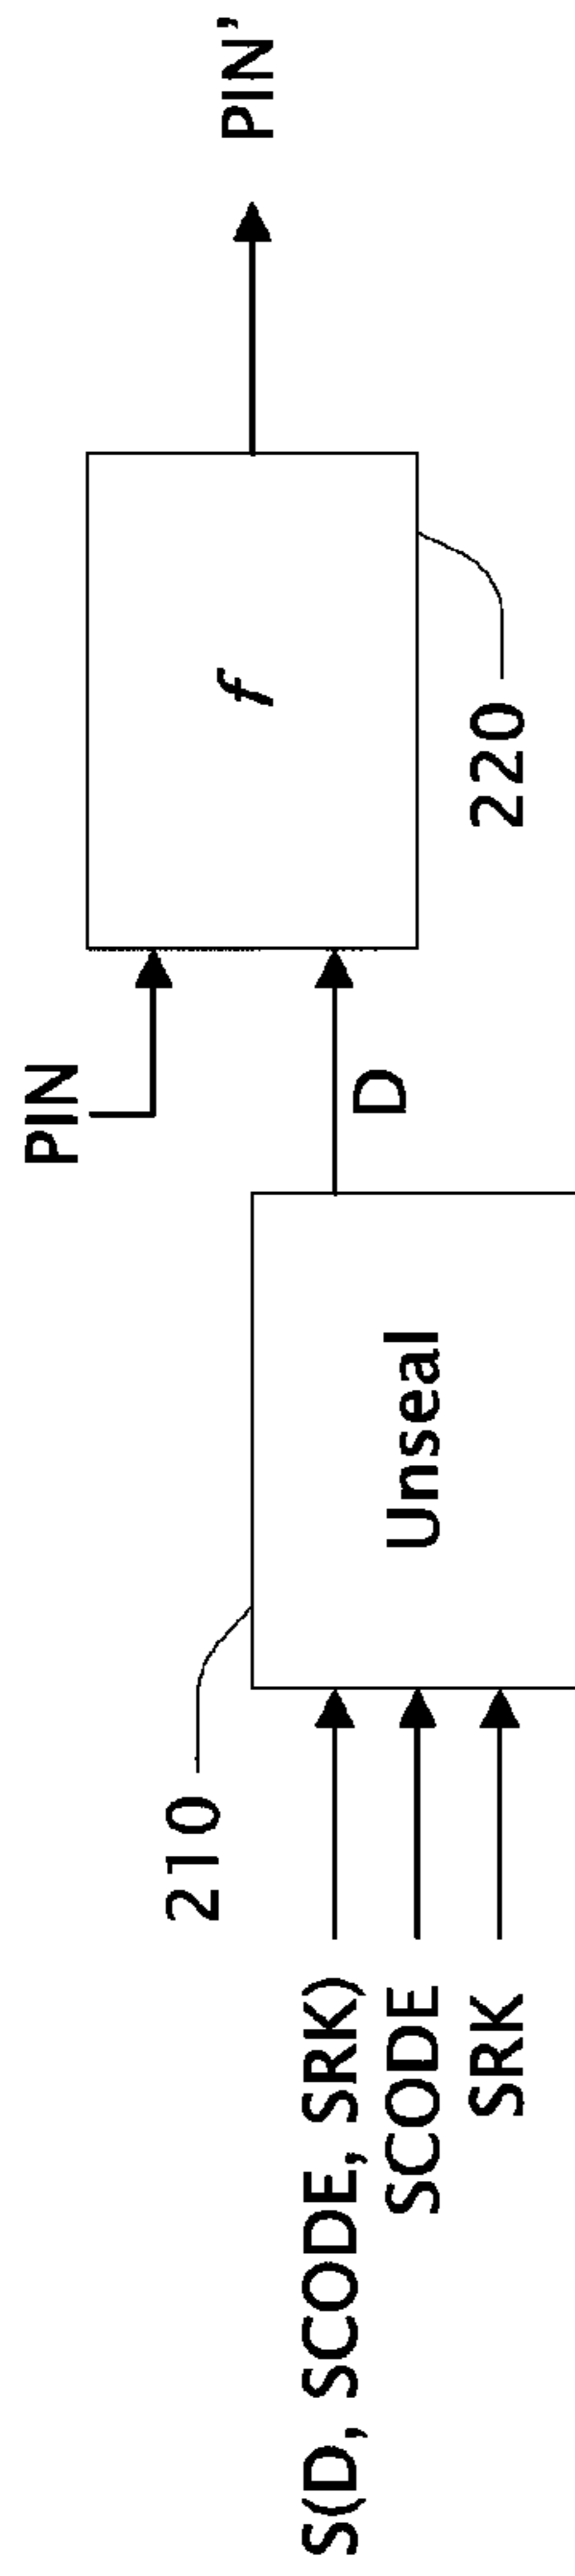 PIN
f
PIN’
220
D
210
Unseal
S(D, SCODE, SRK)
SCODE
SRK